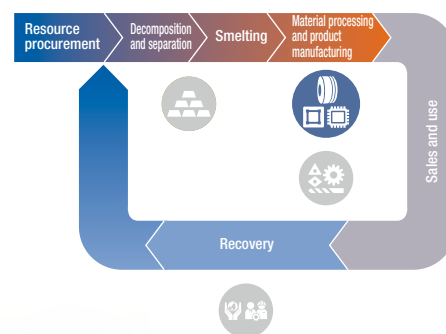 Resource
procurement
Decomposition
and separation
Smelting
Material processing
and product
manufacturing
Sales and use
Recovery